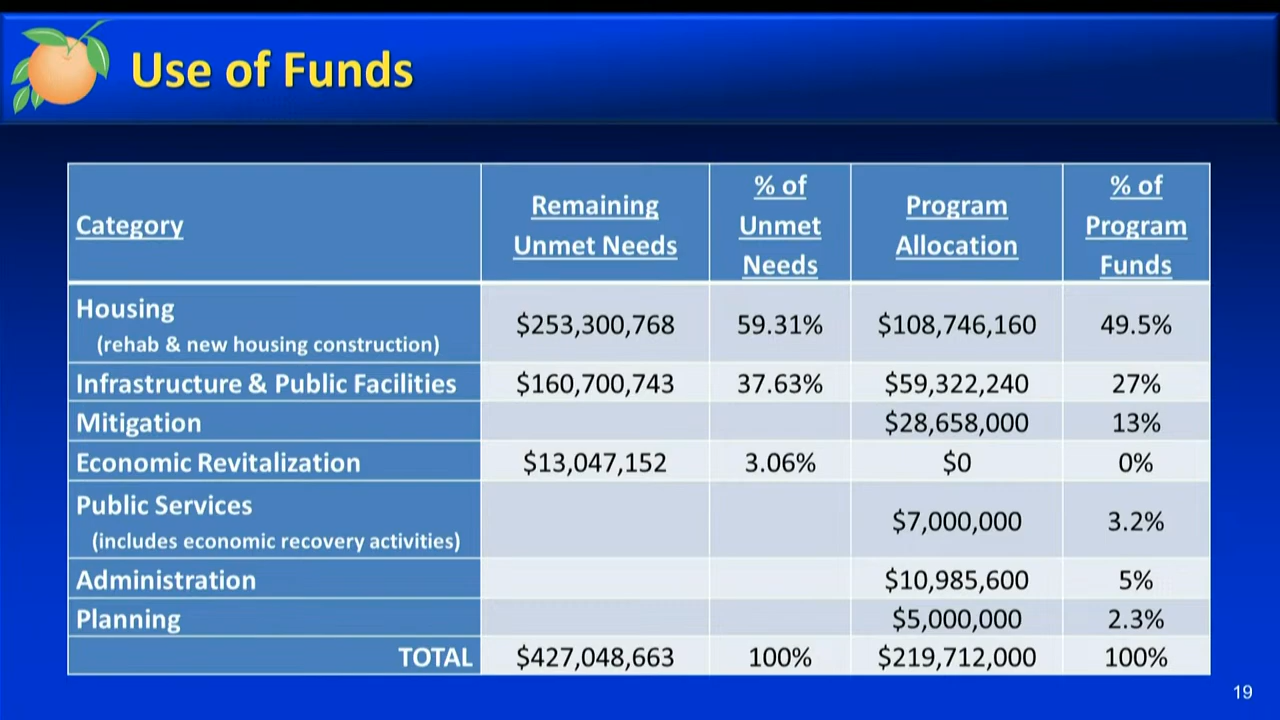 Use of Funds
Category
Remaining
Unmet Needs
% of
Unmet
Needs
Program
Allocation
% of
Program
Funds
Housing
(rehab & new housing construction)
$253,300,768
59.31%
$108,746,160
49.5%
Infrastructure & Public Facilities
$160,700,743
37.63%
$59,322,240
27%
Mitigation
$28,658,000
13%
Economic Revitalization
$13,047,152
3.06%
$0
0%
Public Services
(includes economic recovery activities)
$7,000,000
3.2%
Administration
$10,985,600
5%
Planning
$5,000,000
2.3%
TOTAL
$427,048,663
100%
$219,712,000
100%
19